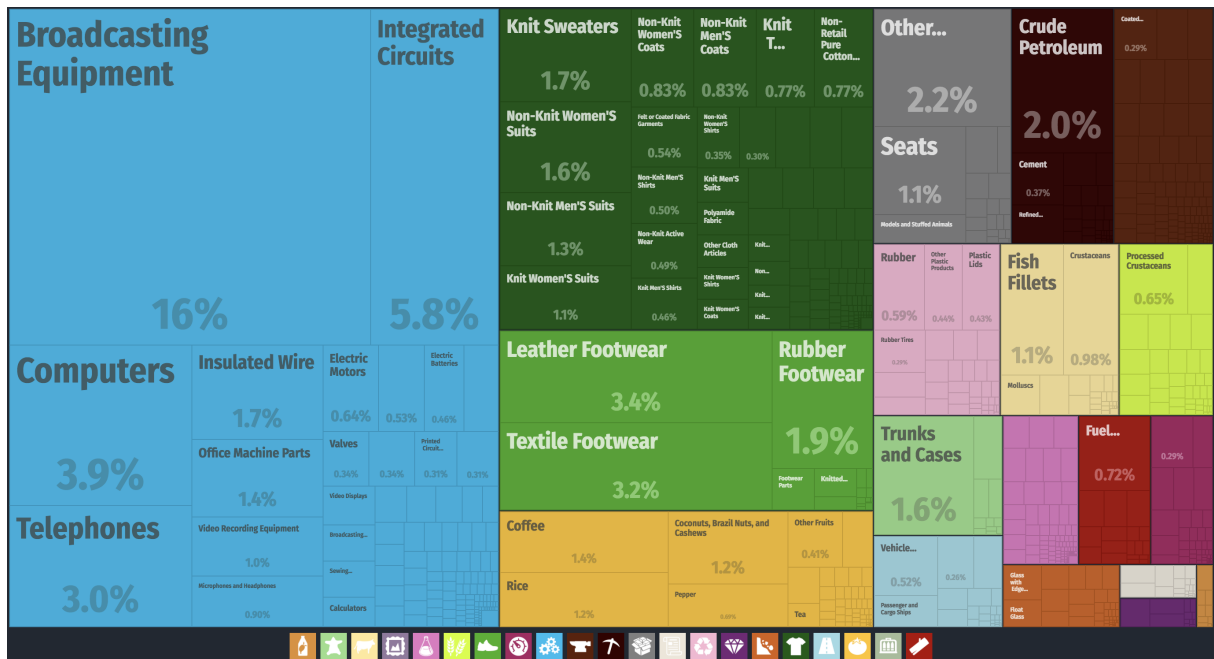 Broadcasting
Equipment
16%
Integrated
Circuits
5.8%
Computers
3.9%
Telephones
3.0%
Insulated Wire
1.7%
Office Machine Parts
1.4%
Video Recording Equipment
1.0%
Microphones and Headphones
0.90%
Electric
Motors
0.64%
0.53%
Electric
Batteries
0.46%
Valves
0.34%
0.34%
Printed
Circuit...
0.31%
0.31%
Video Displays
Broadcasting...
Sewing...
Calculators
Knit Sweaters
1.7%
Non-Knit Women'S
Suits
1.6%
Non-Knit Men'S Suits
1.3%
Knit Women'S Suits
1.1%
Non-Knit
Women'S
Coats
0.83%
Non-Knit
Men'S
Coats
0.83%
Knit
T...
0.77%
Non-
Retail
Pure
Cotton...
0.77%
Felt or Coated Fabric
Garments
0.54%
Non-Knit
Women'S
Shirts
0.35%
0.30%
Non-Knit Men'S
Shirts
0.50%
Non-Knit Active
Wear
0.49%
Knit Men'S Shirts
0.46%
Knit Men'S
Suits
Polyamide
Fabric
Other Cloth
Articles
Knit Women'S
Shirts
Knit Women'S
Coats
Knit...
Non...
Knit...
Knit...
Leather Footwear
3.4%
Textile Footwear
3.2%
Rubber
Footwear
1.9%
Footwear
Parts
Knitted...
Coffee
1.4%
Rice
1.2%
Coconuts, Brazil Nuts, and
Cashews
1.2%
Pepper
Other Fruits
0.41%
Tea
Other...
2.2%
Seats
1.1%
Models and Stuffed Animals
Crude
Petroleum
2.0%
Cement
0.37%
Refined...
Coated...
0.29%
Rubber
0.59%
Other
Plastic
Products
0.44%
Plastic
Lids
0.43%
Rubber Tires
Fish
Fillets
1.1%
Crustaceans
0.98%
Molluscs
Processed
Crustaceans
0.65%
Trunks
and Cases
1.6%
Fuel...
0.72%
0.29%
Vehicle...
0.52%
0.26%
Passenger and
Cargo Ships
Glass
with
Edge...
Float
Glass